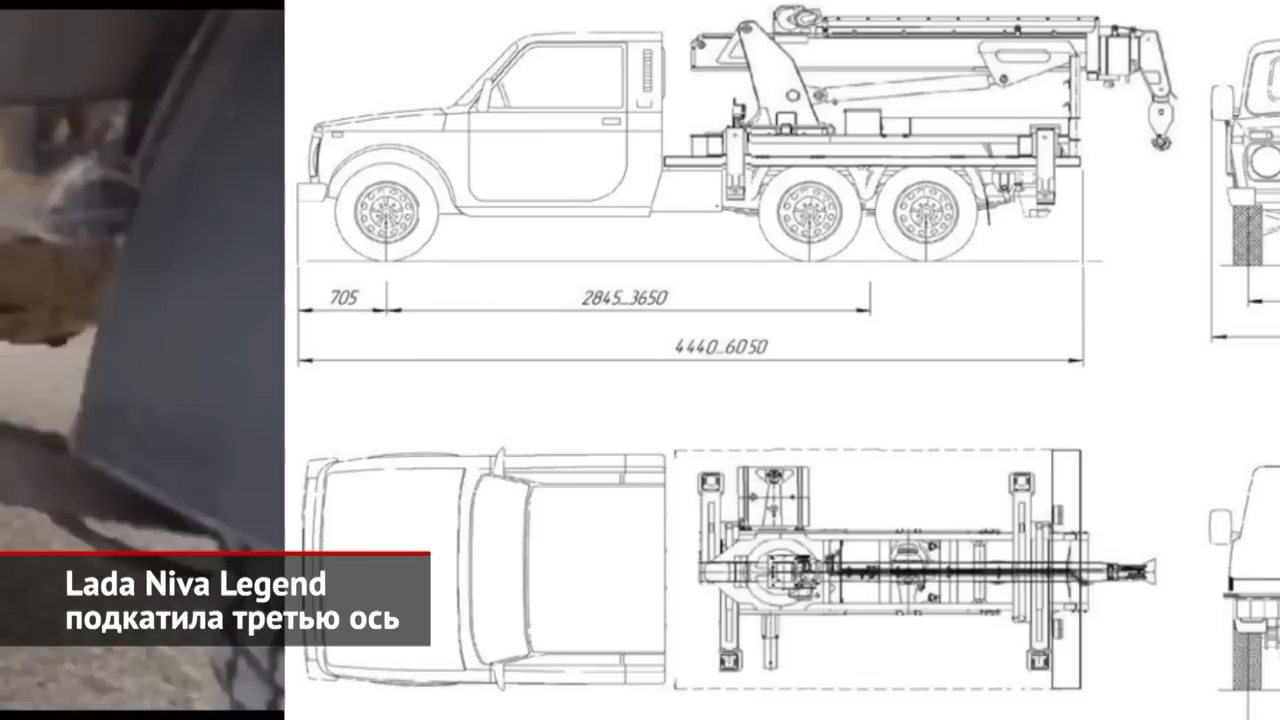 705
2845...3650
4440...6050
Lada Niva Legend
подкатила третью ось